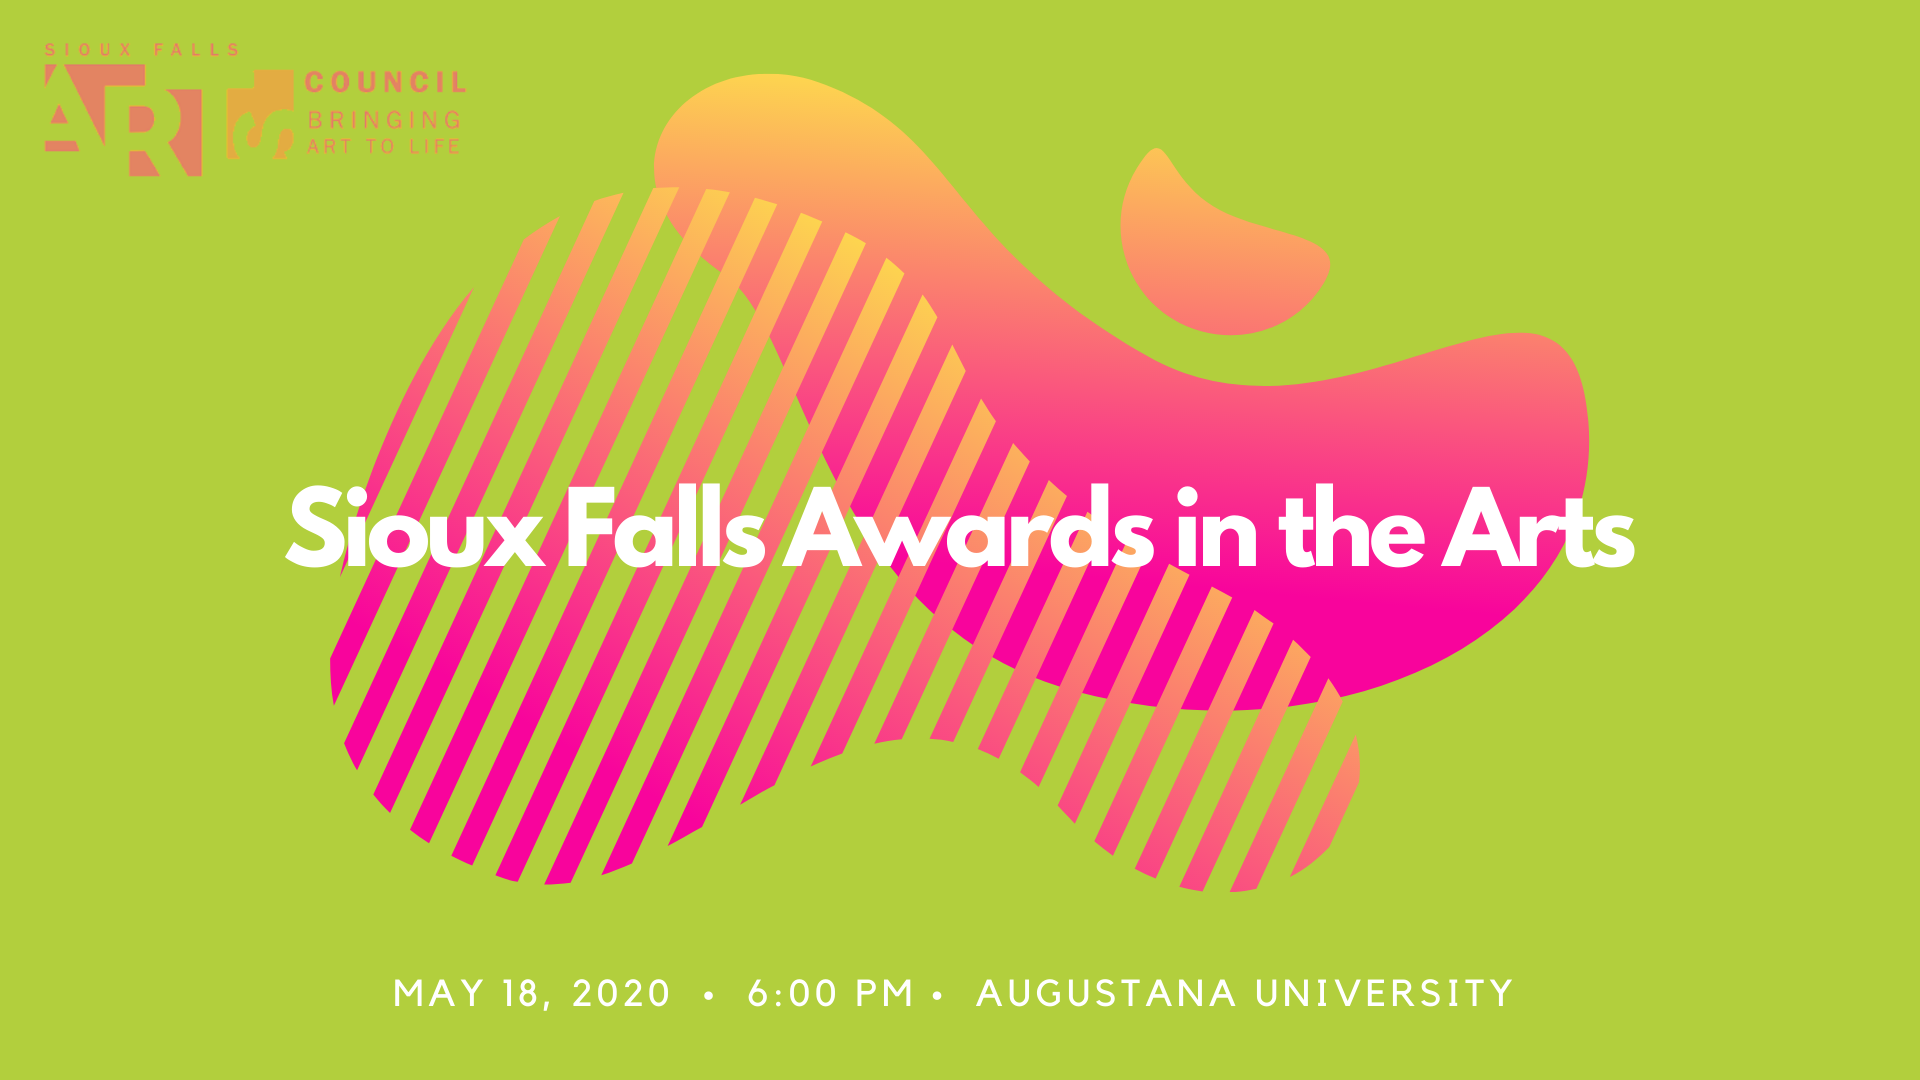 SIOUX FALLS
ARTS COUNCIL
BRINGING
ART TO LIFE
Sioux Falls Awards in the Arts
MAY 18, 2020 • 6:00 PM • AUGUSTANA UNIVERSITY